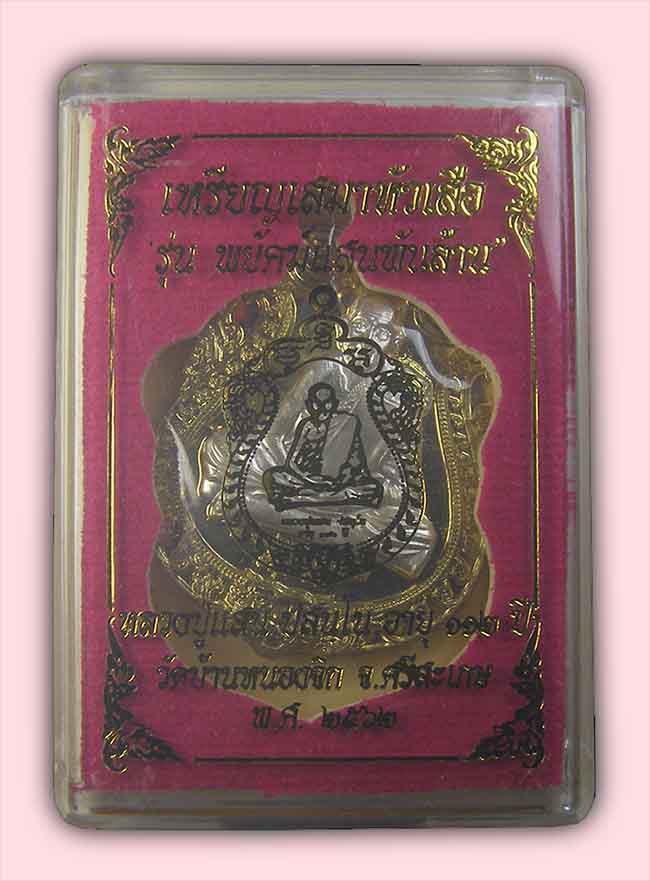 เหรียญเสมาหัวเสือ
รุ่น พยัคฆ์แสนพันล้าน"
หลวงปู่แสน ปสนฺโน อายุ ๑๑๒ ปี
วัดบ้านหนองจิก จ.ศรีสะเกษ
พ.ศ. ๒๕๖๒